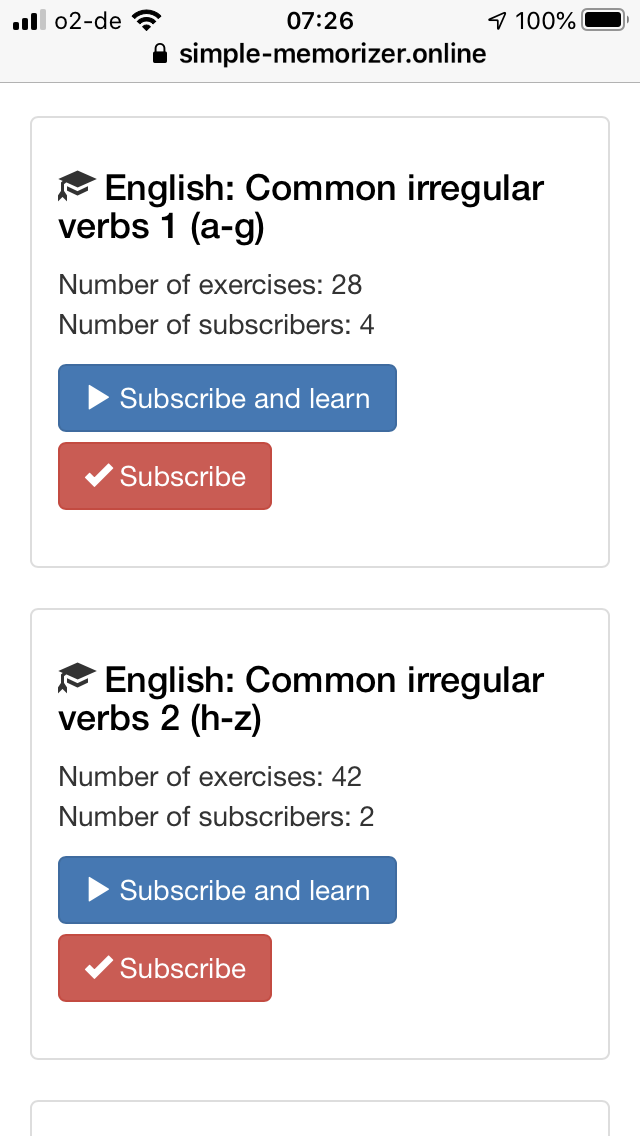 o2-de 07:26 100%
simple-memorizer.online
English: Common irregular
verbs 1 (a-g)
Number of exercises: 28
Number of subscribers: 4
Subscribe and learn
Subscribe
English: Common irregular
verbs 2 (h-z)
Number of exercises: 42
Number of subscribers: 2
Subscribe and learn
Subscribe